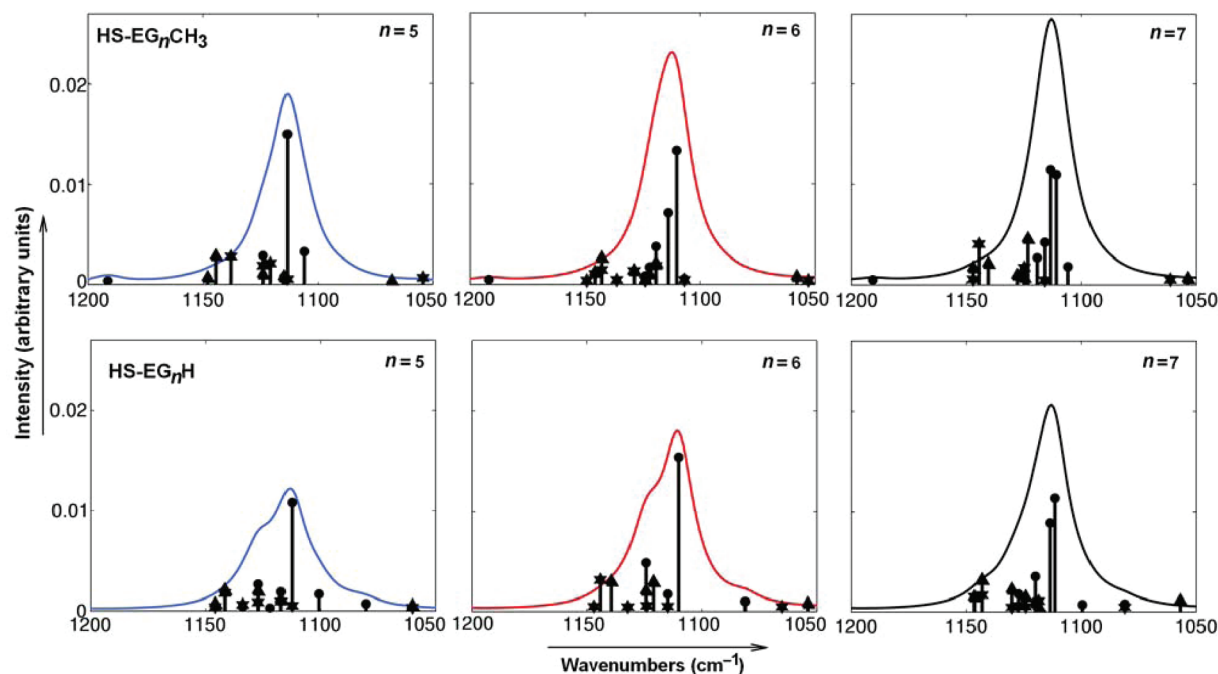 HS-EGnCH3
n = 5
n = 6
n = 7
0.02
0.01
0
1200 1150 1100 1050
1200 1150 1100 1050
1200 1150 1100 1050
HS-EGnH
n = 5
n = 6
n = 7
0.02
0.01
0
1200 1150 1100 1050
1200 1150 1100 1050
1200 1150 1100 1050
Intensity (arbitrary units)
Wavenumbers (cm⁻¹)